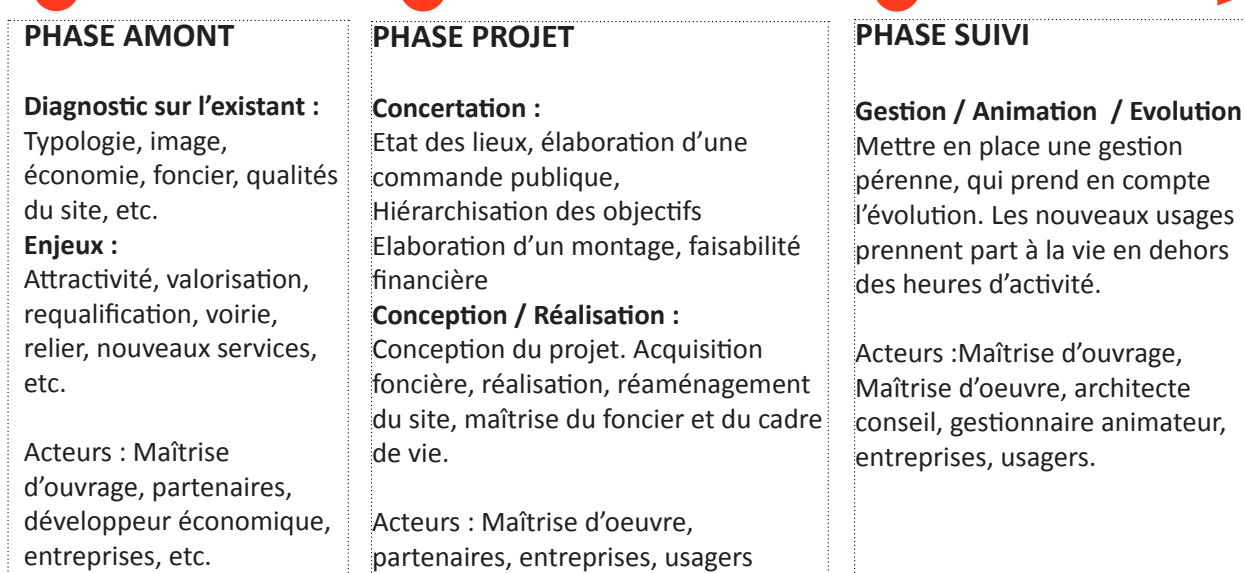 PHASE AMONT
Diagnostic sur l’existant :
Typologie, image,
économie, foncier, qualités
du site, etc.
Enjeux :
Attractivité, valorisation,
requalification, voirie,
relier, nouveaux services,
etc.
Acteurs : Maîtrise
d’ouvrage, partenaires,
développeur économique,
entreprises, etc.
PHASE PROJET
Concertation :
Etat des lieux, élaboration d’une
commande publique,
Hiérarchisation des objectifs
Elaboration d’un montage, faisabilité
financière
Conception / Réalisation :
Conception du projet. Acquisition
foncière, réalisation, réaménagement
du site, maîtrise du foncier et du cadre
de vie.
Acteurs : Maîtrise d’oeuvre,
partenaires, entreprises, usagers
PHASE SUIVI
Gestion / Animation / Evolution
Mettre en place une gestion
pérenne, qui prend en compte
l’évolution. Les nouveaux usages
prennent part à la vie en dehors
des heures d’activité.
Acteurs :Maîtrise d’ouvrage,
Maîtrise d’oeuvre, architecte
conseil, gestionnaire animateur,
entreprises, usagers.